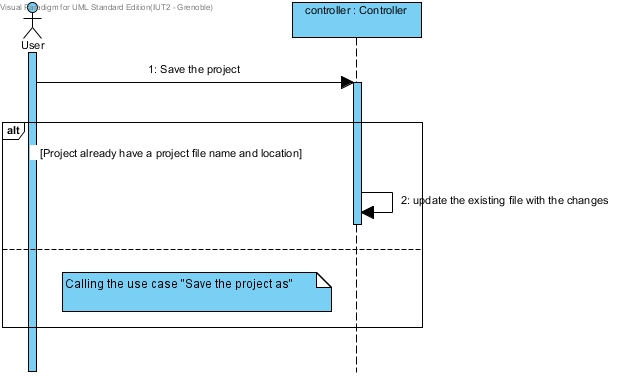 Visual Paradigm for UML Standard Edition(IUT2 - Grenoble)
controller : Controller
User
1: Save the project
alt
[Project already have a project file name and location]
2: update the existing file with the changes
Calling the use case "Save the project as"